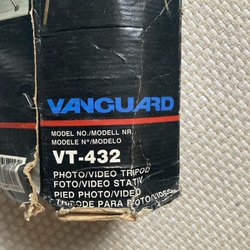 VANGUARD
MODEL NO./MODELL NR.
MODELE N°/MODELO
VT-432
PHOTO/VIDEO TRIPOD
FOTO/VIDEO STATIV
PIED PHOTO/VIDEO
PARA FOTO/VIDEO